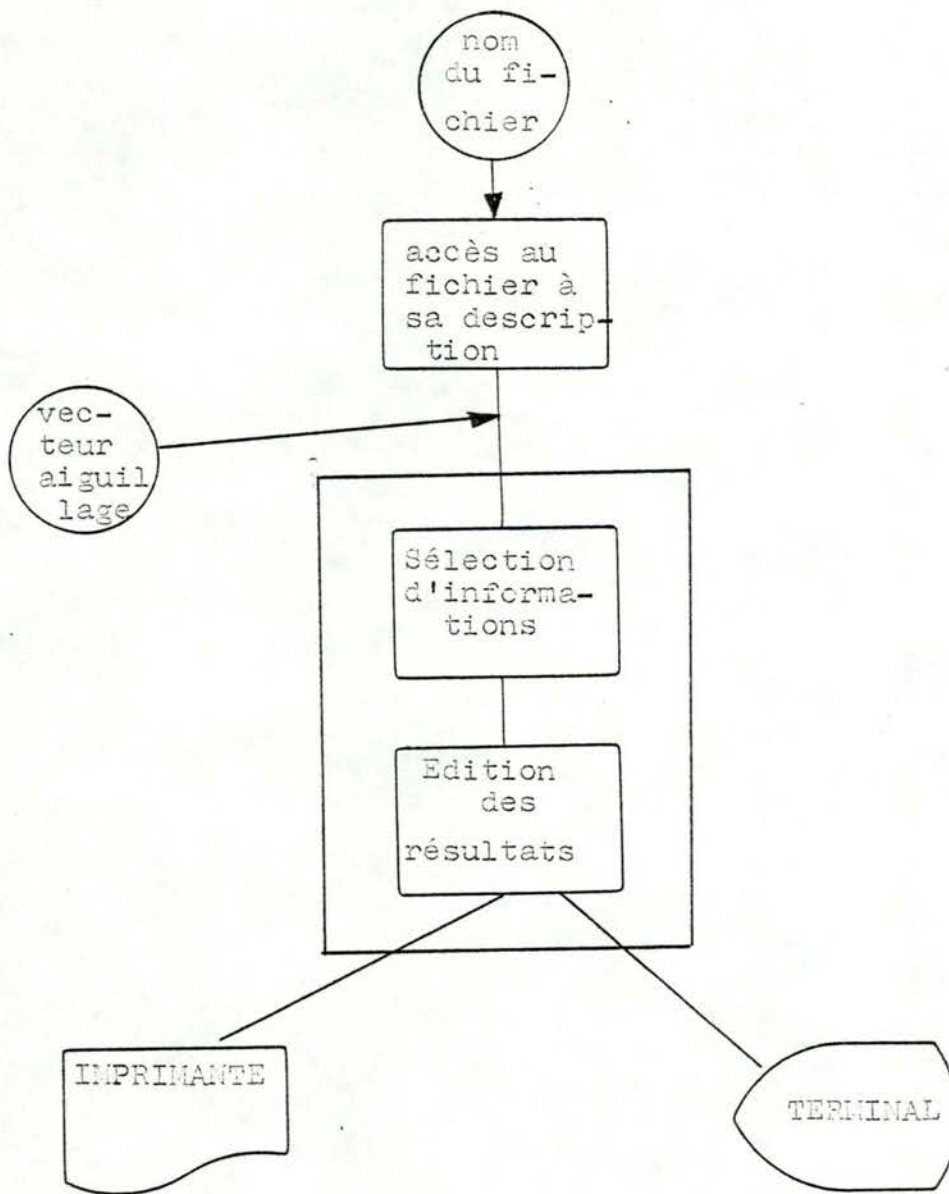 nom
du fi-
chier
accès au
fichier à
sa descrip-
tion
vec-
teur
aiguil
lage
Sélection
d'informa-
tions
Edition
des
résultats
IMPRIMANTE
TERMINAL